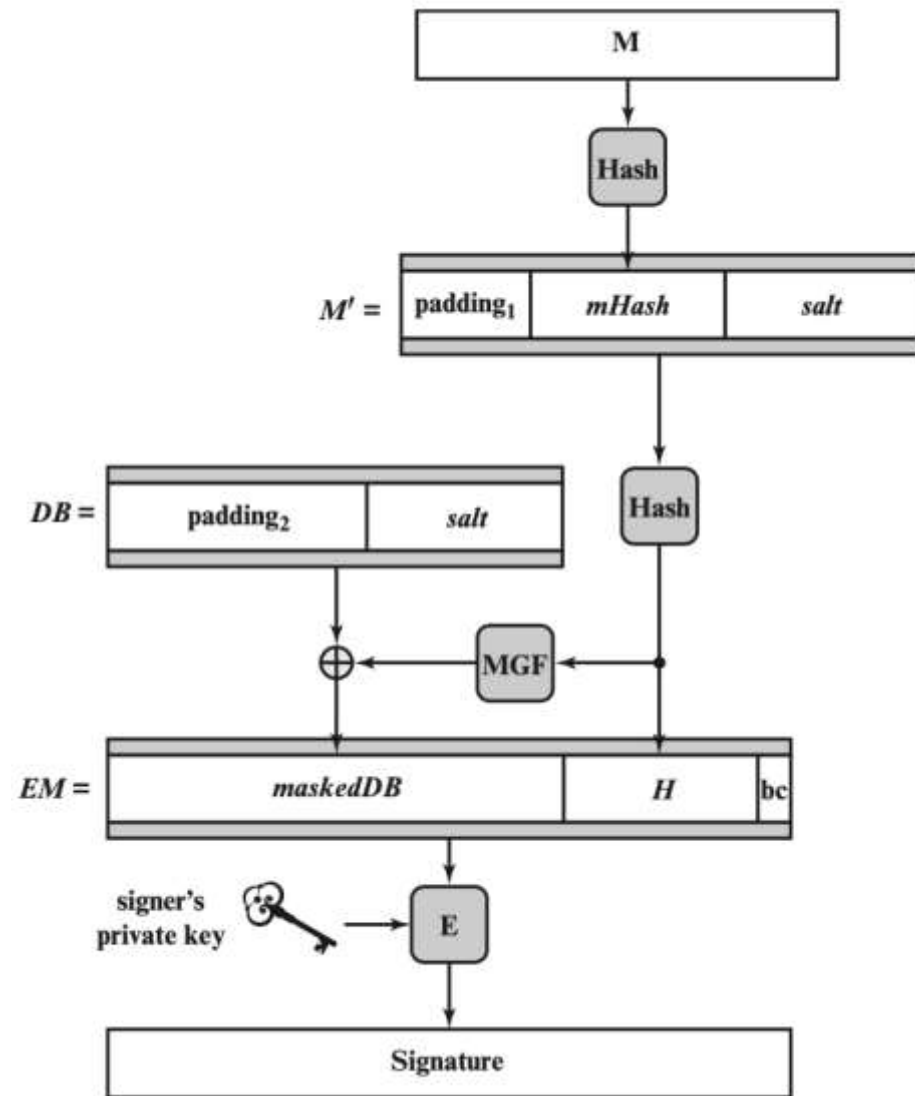 M
Hash
M′ = padding₁ mHash salt
DB = padding₂ salt
Hash
MGF
EM = maskedDB H bc
signer's
private key
E
Signature